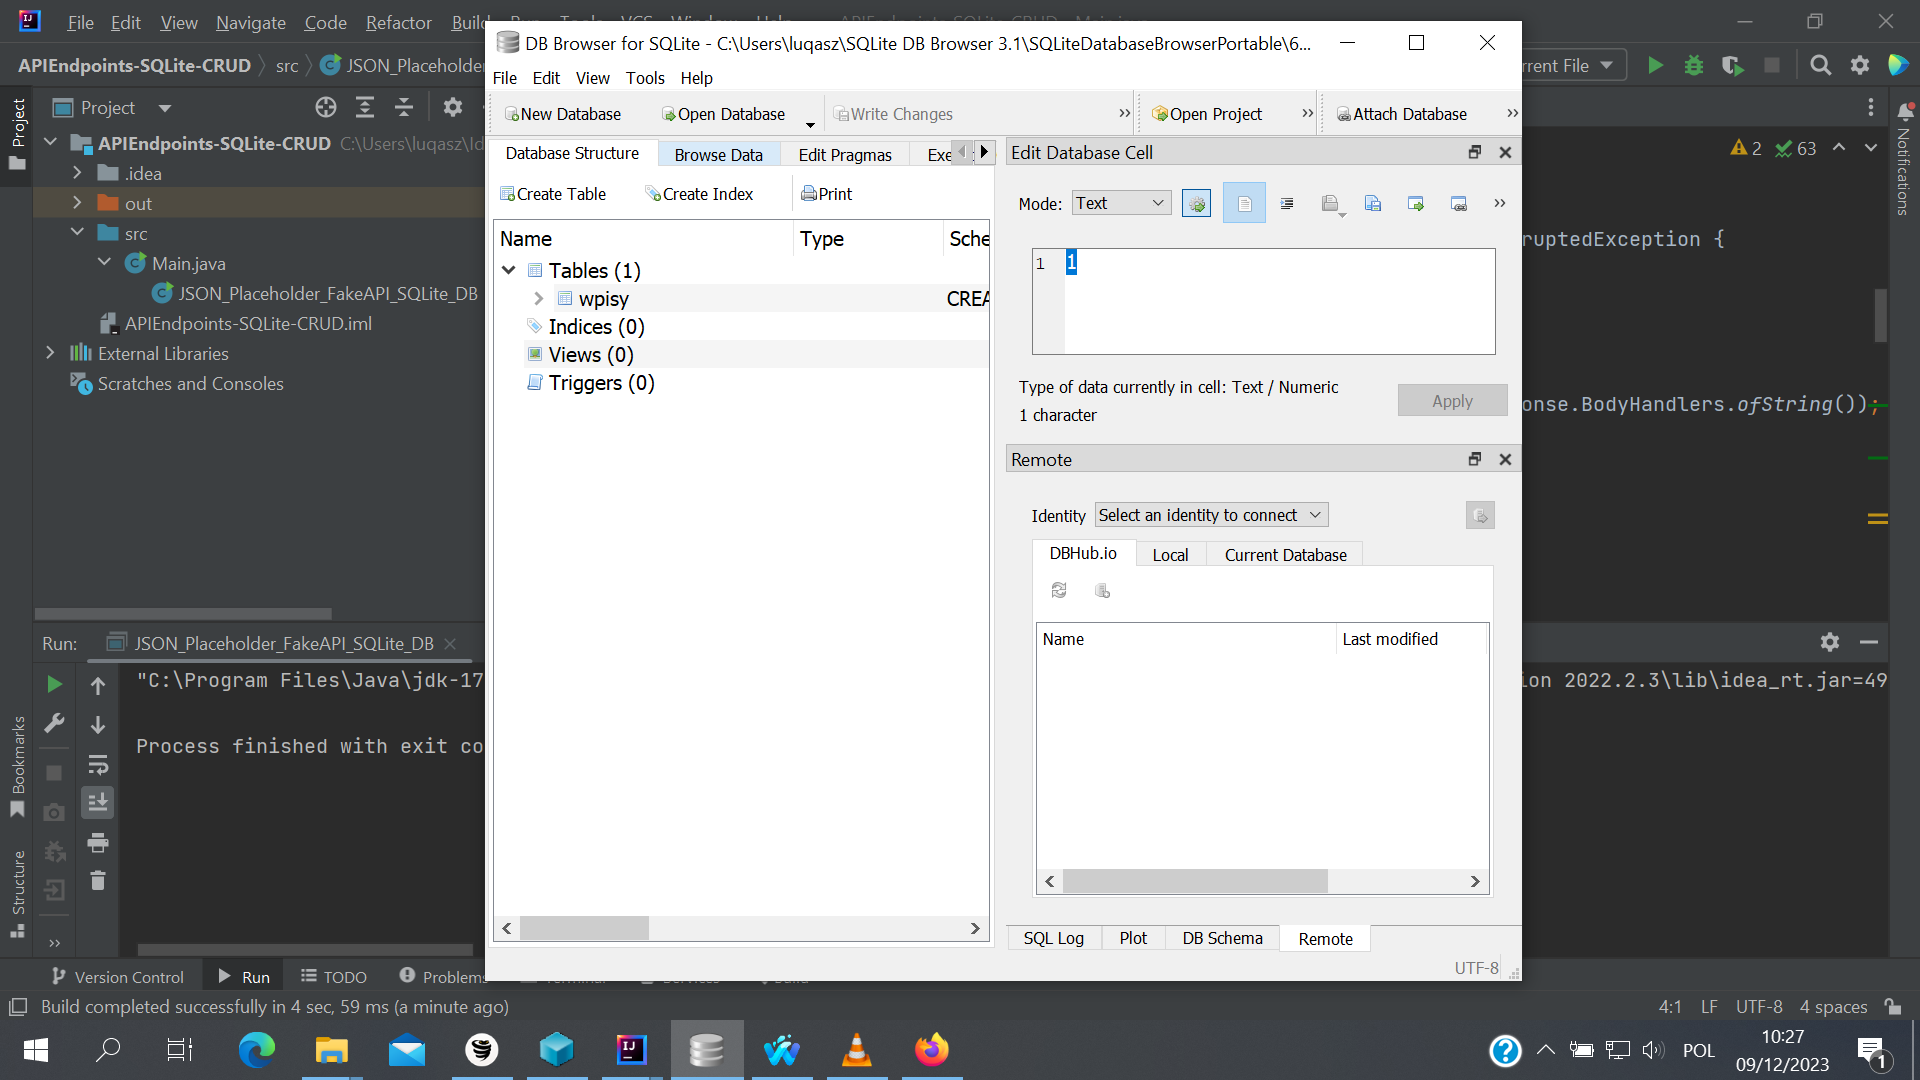 File Edit View Navigate Code Refactor
DB Browser for SQLite - C:\Users\luqasz\SQLite DB Browser 3.1\SQLiteDatabaseBrowserPortable\6...
File Edit View Tools Help
APIEndpoints-SQLite-CRUD src JSON_Placeholder
rrent File
New Database Open Database Write Changes » Open Project » Attach Database »
Project
Project
APIEndpoints-SQLite-CRUD C:\Users\luqasz\Id
.idea
out
src
Main.java
JSON_Placeholder_FakeAPI_SQLite_DB
APIEndpoints-SQLite-CRUD.iml
External Libraries
Scratches and Consoles
Database Structure Browse Data Edit Pragmas Exe
Create Table Create Index Print
Name Type Sche
Tables (1)
wpisy CREA
Indices (0)
Views (0)
Triggers (0)
Edit Database Cell
Mode: Text »
1 1
Type of data currently in cell: Text / Numeric
1 character
Apply
Remote
Identity Select an identity to connect
DBHub.io Local Current Database
Name Last modified
SQL Log Plot DB Schema Remote
UTF-8
2 63
Notifications
ruptedException {
onse.BodyHandlers.ofString());
Run: JSON_Placeholder_FakeAPI_SQLite_DB
"C:\Program Files\Java\jdk-17
ion 2022.2.3\lib\idea_rt.jar=49
Process finished with exit co
Bookmarks
Structure
»
Version Control Run TODO Problems
Build completed successfully in 4 sec, 59 ms (a minute ago)
4:1 LF UTF-8 4 spaces
IJ
POL
10:27
09/12/2023
1